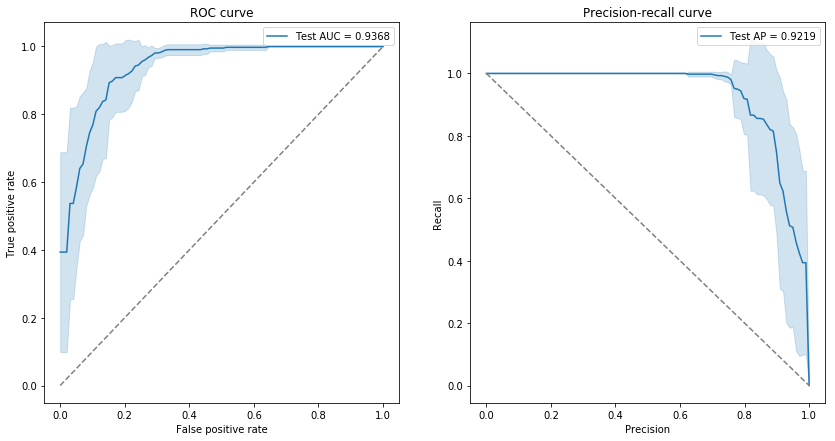 ROC curve
Test AUC = 0.9368
1.0
0.8
0.6
0.4
0.2
0.0
True positive rate
0.0 0.2 0.4 0.6 0.8 1.0
False positive rate
Precision-recall curve
Test AP = 0.9219
1.0
0.8
0.6
0.4
0.2
0.0
Recall
0.0 0.2 0.4 0.6 0.8 1.0
Precision